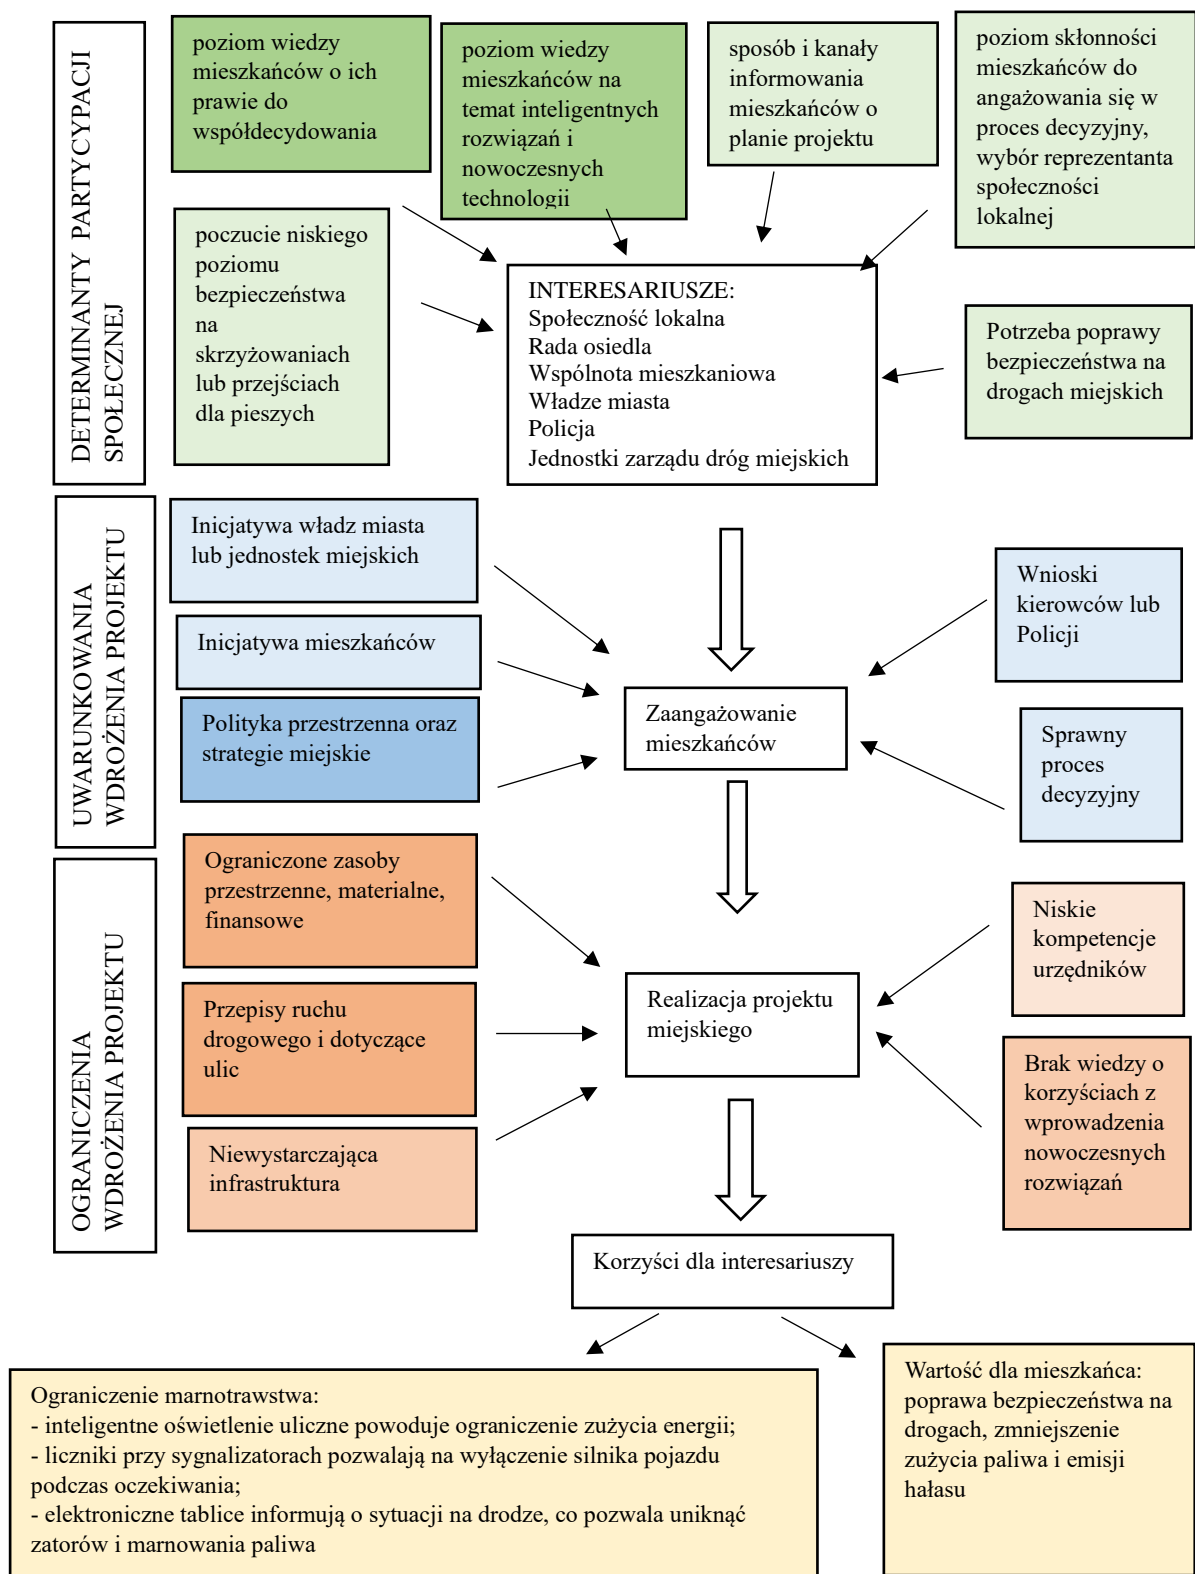 DETERMINANTY PARTYCYPACJI
SPOŁECZNEJ
poziom wiedzy
mieszkańców o ich
prawie do
współdecydowania
poziom wiedzy
mieszkańców na
temat inteligentnych
rozwiązań i
nowoczesnych
technologii
sposób i kanały
informowania
mieszkańców o
planie projektu
poziom skłonności
mieszkańców do
angażowania się w
proces decyzyjny,
wybór reprezentanta
społeczności
lokalnej
poczucie niskiego
poziomu
bezpieczeństwa
na
skrzyżowaniach
lub przejściach
dla pieszych
INTERESARIUSZE:
Społeczność lokalna
Rada osiedla
Wspólnota mieszkaniowa
Władze miasta
Policja
Jednostki zarządu dróg miejskich
Potrzeba poprawy
bezpieczeństwa na
drogach miejskich
UWARUNKOWANIA
WDROŻENIA PROJEKTU
Inicjatywa władz miasta
lub jednostek miejskich
Inicjatywa mieszkańców
Polityka przestrzenna oraz
strategie miejskie
Zaangażowanie
mieszkańców
Wnioski
kierowców lub
Policji
Sprawny
proces
decyzyjny
OGRANICZENIA
WDROŻENIA PROJEKTU
Ograniczone zasoby
przestrzenne, materialne,
finansowe
Przepisy ruchu
drogowego i dotyczące
ulic
Niewystarczająca
infrastruktura
Realizacja projektu
miejskiego
Niskie
kompetencje
urzędników
Brak wiedzy o
korzyściach z
wprowadzenia
nowoczesnych
rozwiązań
Korzyści dla interesariuszy
Ograniczenie marnotrawstwa:
- inteligentne oświetlenie uliczne powoduje ograniczenie zużycia energii;
- liczniki przy sygnalizatorach pozwalają na wyłączenie silnika pojazdu
podczas oczekiwania;
- elektroniczne tablice informują o sytuacji na drodze, co pozwala uniknąć
zatorów i marnowania paliwa
Wartość dla mieszkańca:
poprawa bezpieczeństwa na
drogach, zmniejszenie
zużycia paliwa i emisji
hałasu